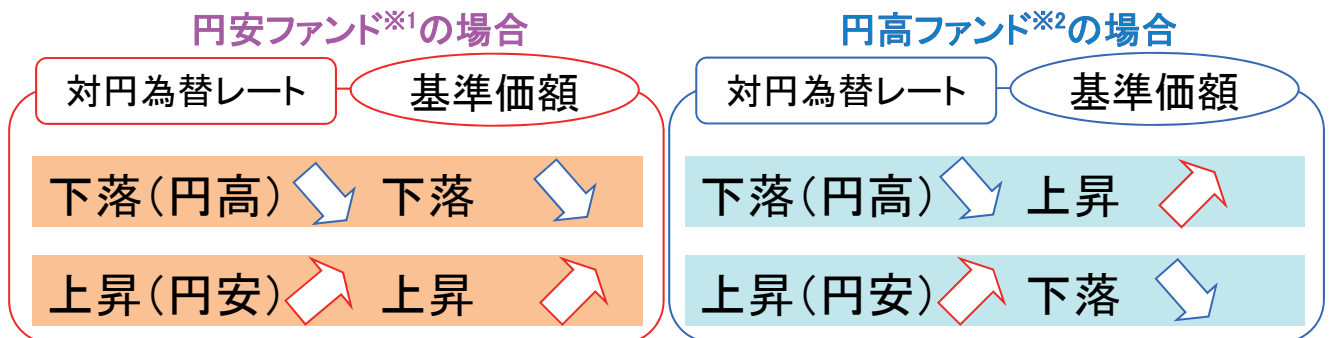 円安ファンド※1の場合
対円為替レート 基準価額
下落(円高) 下落
上昇(円安) 上昇
円高ファンド※2の場合
対円為替レート 基準価額
下落(円高) 上昇
上昇(円安) 下落